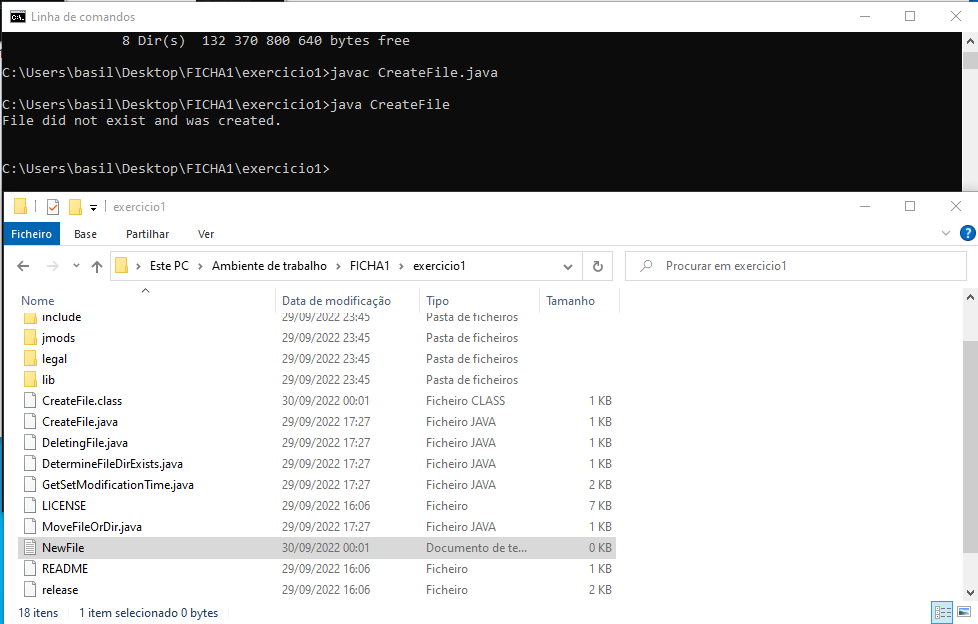 Linha de comandos
8 Dir(s)  132 370 800 640 bytes free
C:\Users\basil\Desktop\FICHA1\exercicio1>javac CreateFile.java
C:\Users\basil\Desktop\FICHA1\exercicio1>java CreateFile
File did not exist and was created.
C:\Users\basil\Desktop\FICHA1\exercicio1>
exercicio1
Ficheiro Base Partilhar Ver
Este PC > Ambiente de trabalho > FICHA1 > exercicio1 Procurar em exercicio1
Nome Data de modificação Tipo Tamanho
include 29/09/2022 23:45 Pasta de ficheiros
jmods 29/09/2022 23:45 Pasta de ficheiros
legal 29/09/2022 23:45 Pasta de ficheiros
lib 29/09/2022 23:45 Pasta de ficheiros
CreateFile.class 30/09/2022 00:01 Ficheiro CLASS 1 KB
CreateFile.java 29/09/2022 17:27 Ficheiro JAVA 1 KB
DeletingFile.java 29/09/2022 17:27 Ficheiro JAVA 1 KB
DetermineFileDirExists.java 29/09/2022 17:27 Ficheiro JAVA 1 KB
GetSetModificationTime.java 29/09/2022 17:27 Ficheiro JAVA 2 KB
LICENSE 29/09/2022 16:06 Ficheiro 7 KB
MoveFileOrDir.java 29/09/2022 17:27 Ficheiro JAVA 1 KB
NewFile 30/09/2022 00:01 Documento de te... 0 KB
README 29/09/2022 16:06 Ficheiro 1 KB
release 29/09/2022 16:06 Ficheiro 2 KB
18 itens 1 item selecionado 0 bytes